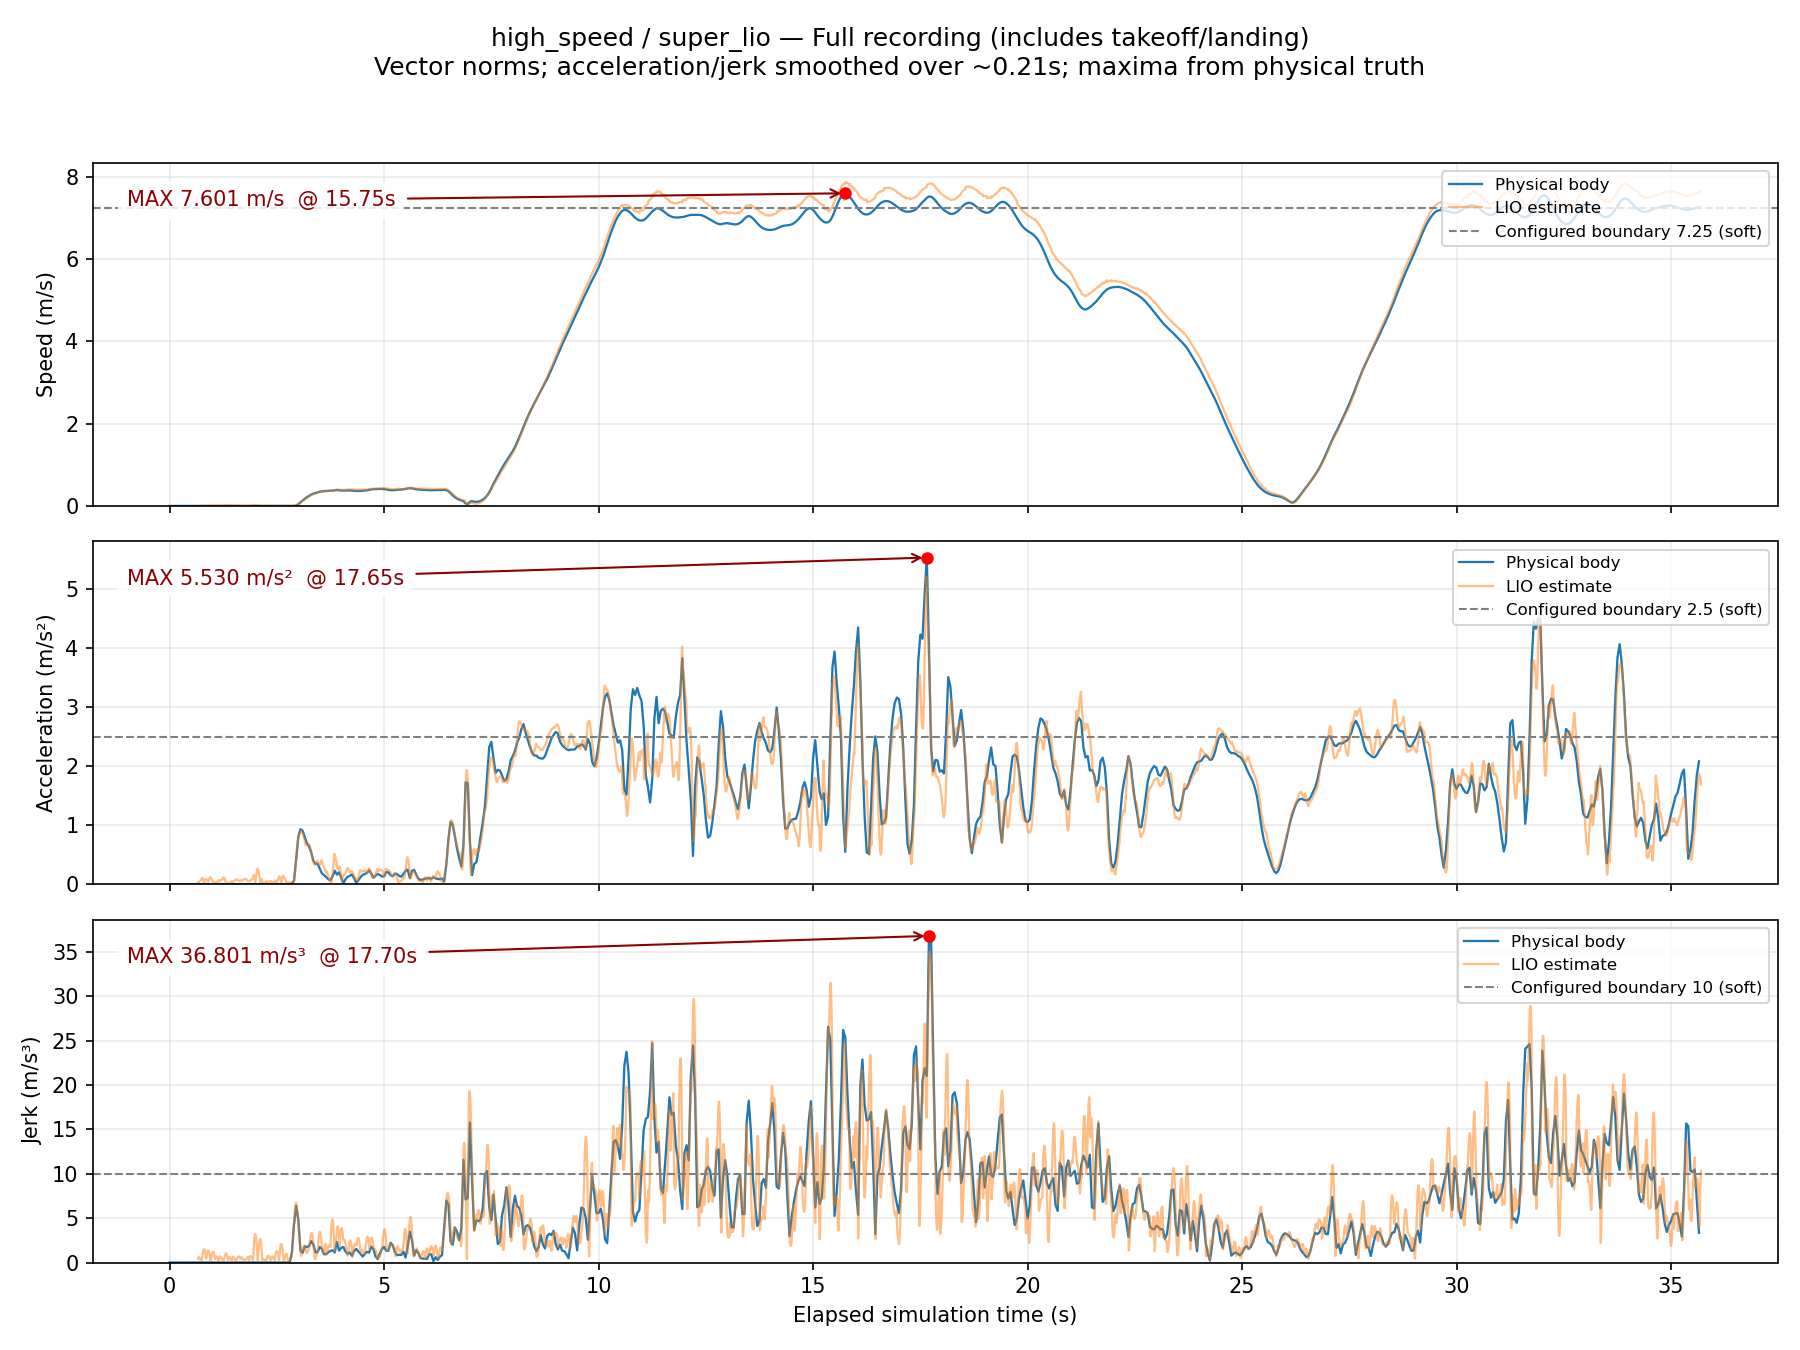 high_speed / super_lio — Full recording (includes takeoff/landing)
Vector norms; acceleration/jerk smoothed over ~0.21s; maxima from physical truth
Speed (m/s)
8
6
4
2
0
MAX 7.601 m/s @ 15.75s
Physical body
LIO estimate
Configured boundary 7.25 (soft)
Acceleration (m/s²)
5
4
3
2
1
0
MAX 5.530 m/s² @ 17.65s
Physical body
LIO estimate
Configured boundary 2.5 (soft)
Jerk (m/s³)
35
30
25
20
15
10
5
0
MAX 36.801 m/s³ @ 17.70s
Physical body
LIO estimate
Configured boundary 10 (soft)
0 5 10 15 20 25 30 35
Elapsed simulation time (s)